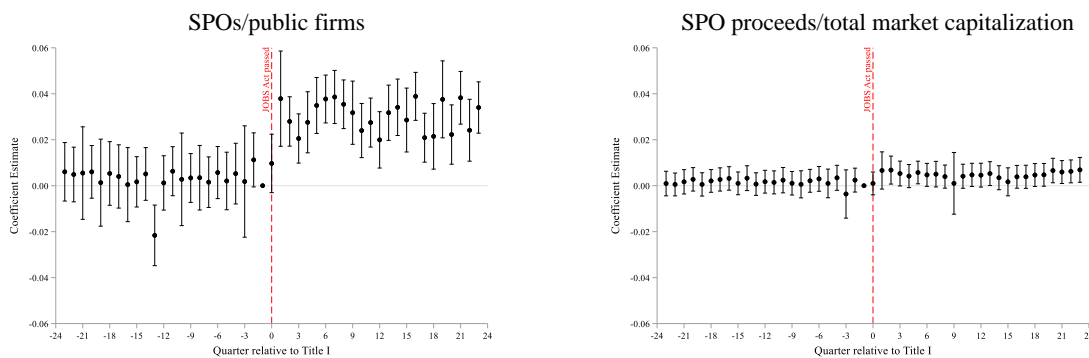 SPOs/public firms
0.06
0.04
0.02
0.00
-0.02
-0.04
-0.06
Coefficient Estimate
JOBS Act passed
-24 -21 -18 -15 -12 -9 -6 -3 0 3 6 9 12 15 18 21 24
Quarter relative to Title I
SPO proceeds/total market capitalization
0.06
0.04
0.02
0.00
-0.02
-0.04
-0.06
Coefficient Estimate
JOBS Act passed
-24 -21 -18 -15 -12 -9 -6 -3 0 3 6 9 12 15 18 21
Quarter relative to Title I